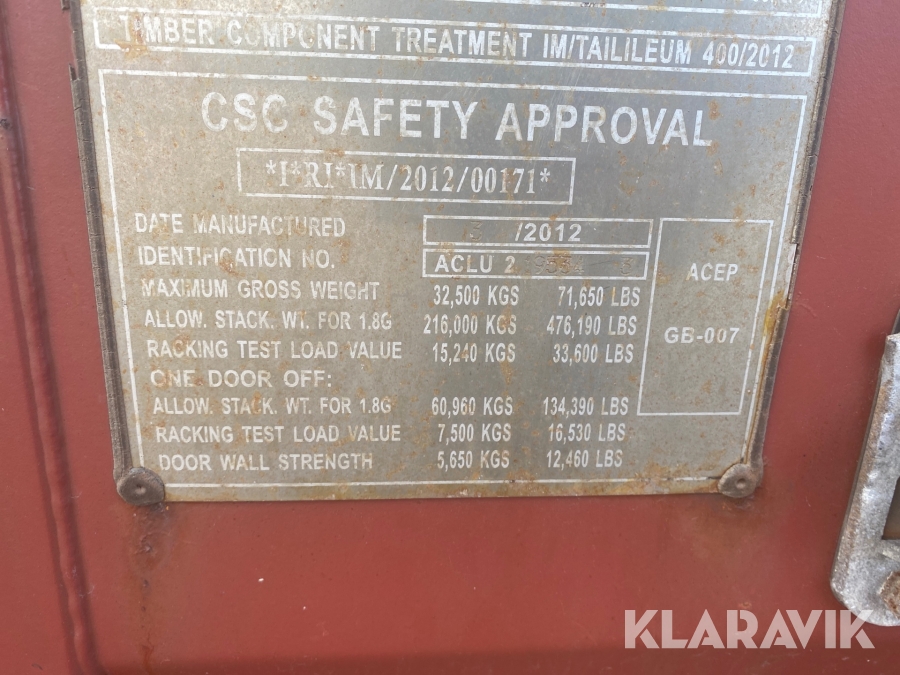 TIMBER COMPONENT TREATMENT IM/TAILILEUM 400/2012
CSC SAFETY APPROVAL
*I*RI*IM/2012/00171*
DATE MANUFACTURED /2012
IDENTIFICATION NO. ACLU 2
MAXIMUM GROSS WEIGHT 32,500 KGS 71,650 LBS
ALLOW. STACK. WT. FOR 1.8G 216,000 KGS 476,190 LBS
RACKING TEST LOAD VALUE 15,240 KGS 33,600 LBS
ONE DOOR OFF:
ALLOW. STACK. WT. FOR 1.8G 60,960 KGS 134,390 LBS
RACKING TEST LOAD VALUE 7,500 KGS 16,530 LBS
DOOR WALL STRENGTH 5,650 KGS 12,460 LBS
ACEP
GB-007
KLARAVIK